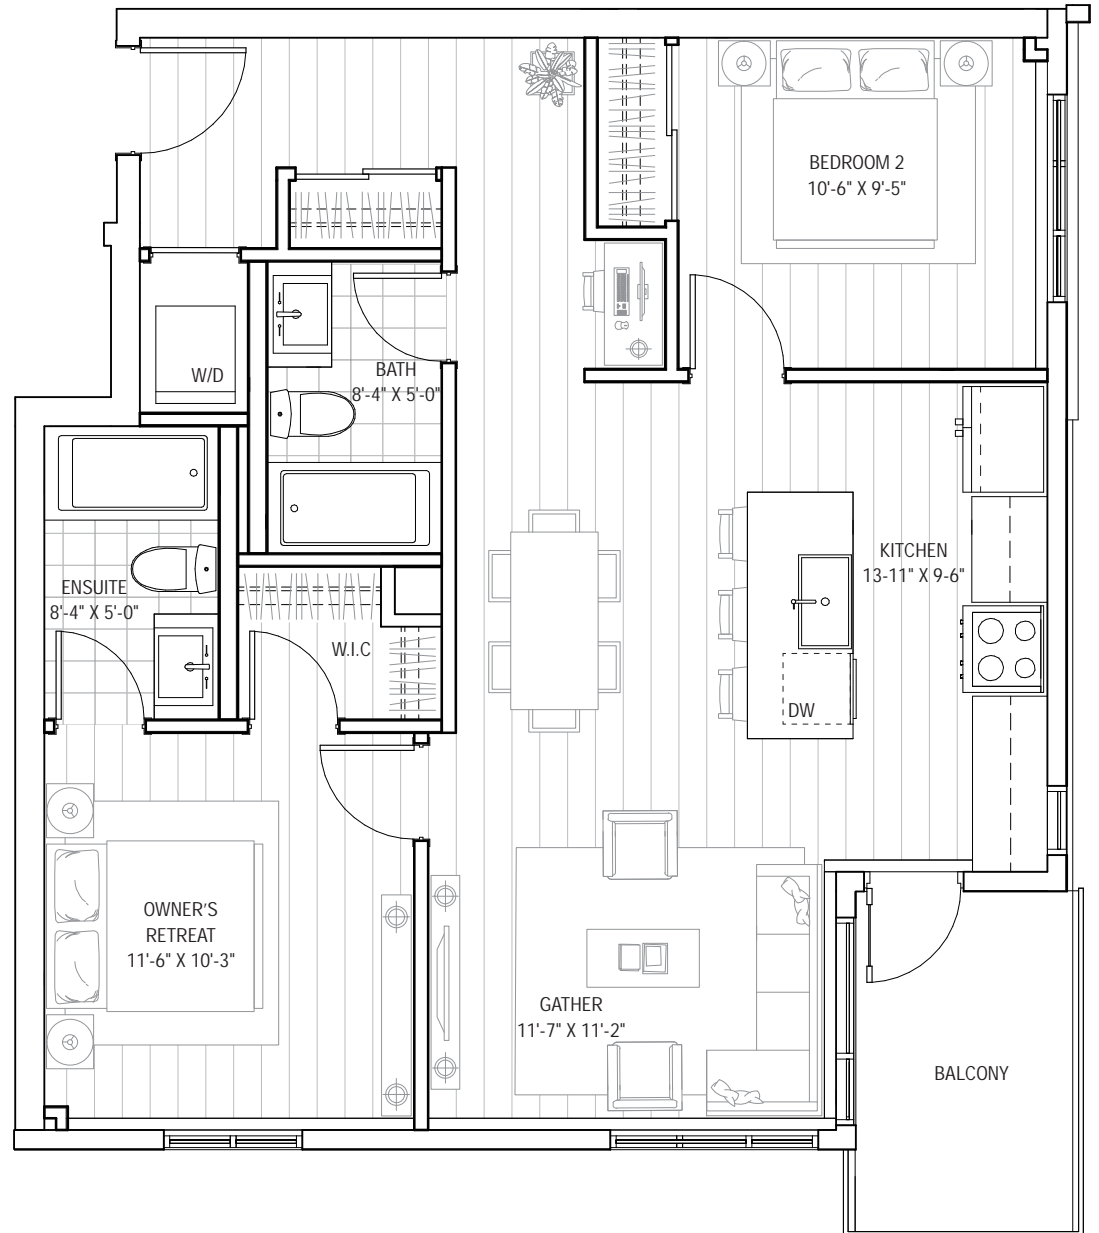 BEDROOM 2
10'-6" X 9'-5"
W/D
BATH
8'-4" X 5'-0"
KITCHEN
13-11" X 9-6"
ENSUITE
8'-4" X 5'-0"
W.I.C
DW
OWNER'S
RETREAT
11'-6" X 10'-3"
GATHER
11'-7" X 11'-2"
BALCONY